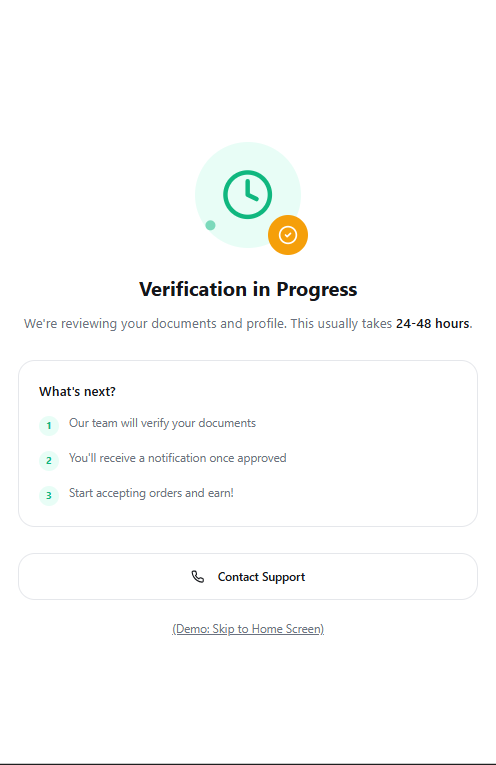 Verification in Progress
We're reviewing your documents and profile. This usually takes 24-48 hours.
What's next?
1 Our team will verify your documents
2 You'll receive a notification once approved
3 Start accepting orders and earn!
Contact Support
(Demo: Skip to Home Screen)